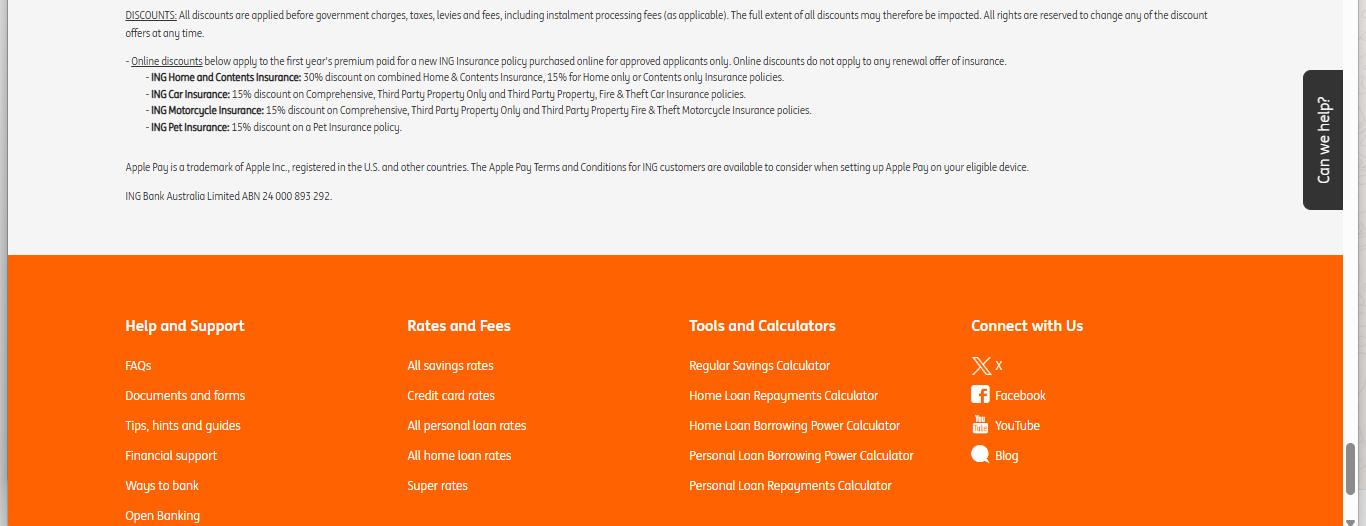 DISCOUNTS: All discounts are applied before government charges, taxes, levies and fees, including instalment processing fees (as applicable). The full extent of all discounts may therefore be impacted. All rights are reserved to change any of the discount
offers at any time.
- Online discounts below apply to the first year's premium paid for a new ING Insurance policy purchased online for approved applicants only. Online discounts do not apply to any renewal offer of insurance.
- ING Home and Contents Insurance: 30% discount on combined Home & Contents Insurance, 15% for Home only or Contents only Insurance policies.
- ING Car Insurance: 15% discount on Comprehensive, Third Party Property Only and Third Party Property, Fire & Theft Car Insurance policies.
- ING Motorcycle Insurance: 15% discount on Comprehensive, Third Party Property Only and Third Party Property Fire & Theft Motorcycle Insurance policies.
- ING Pet Insurance: 15% discount on a Pet Insurance policy.
Apple Pay is a trademark of Apple Inc., registered in the U.S. and other countries. The Apple Pay Terms and Conditions for ING customers are available to consider when setting up Apple Pay on your eligible device.
ING Bank Australia Limited ABN 24 000 893 292.
Can we help?
Help and Support
FAQs
Documents and forms
Tips, hints and guides
Financial support
Ways to bank
Open Banking
Rates and Fees
All savings rates
Credit card rates
All personal loan rates
All home loan rates
Super rates
Tools and Calculators
Regular Savings Calculator
Home Loan Repayments Calculator
Home Loan Borrowing Power Calculator
Personal Loan Borrowing Power Calculator
Personal Loan Repayments Calculator
Connect with Us
X
Facebook
You Tube YouTube
Blog